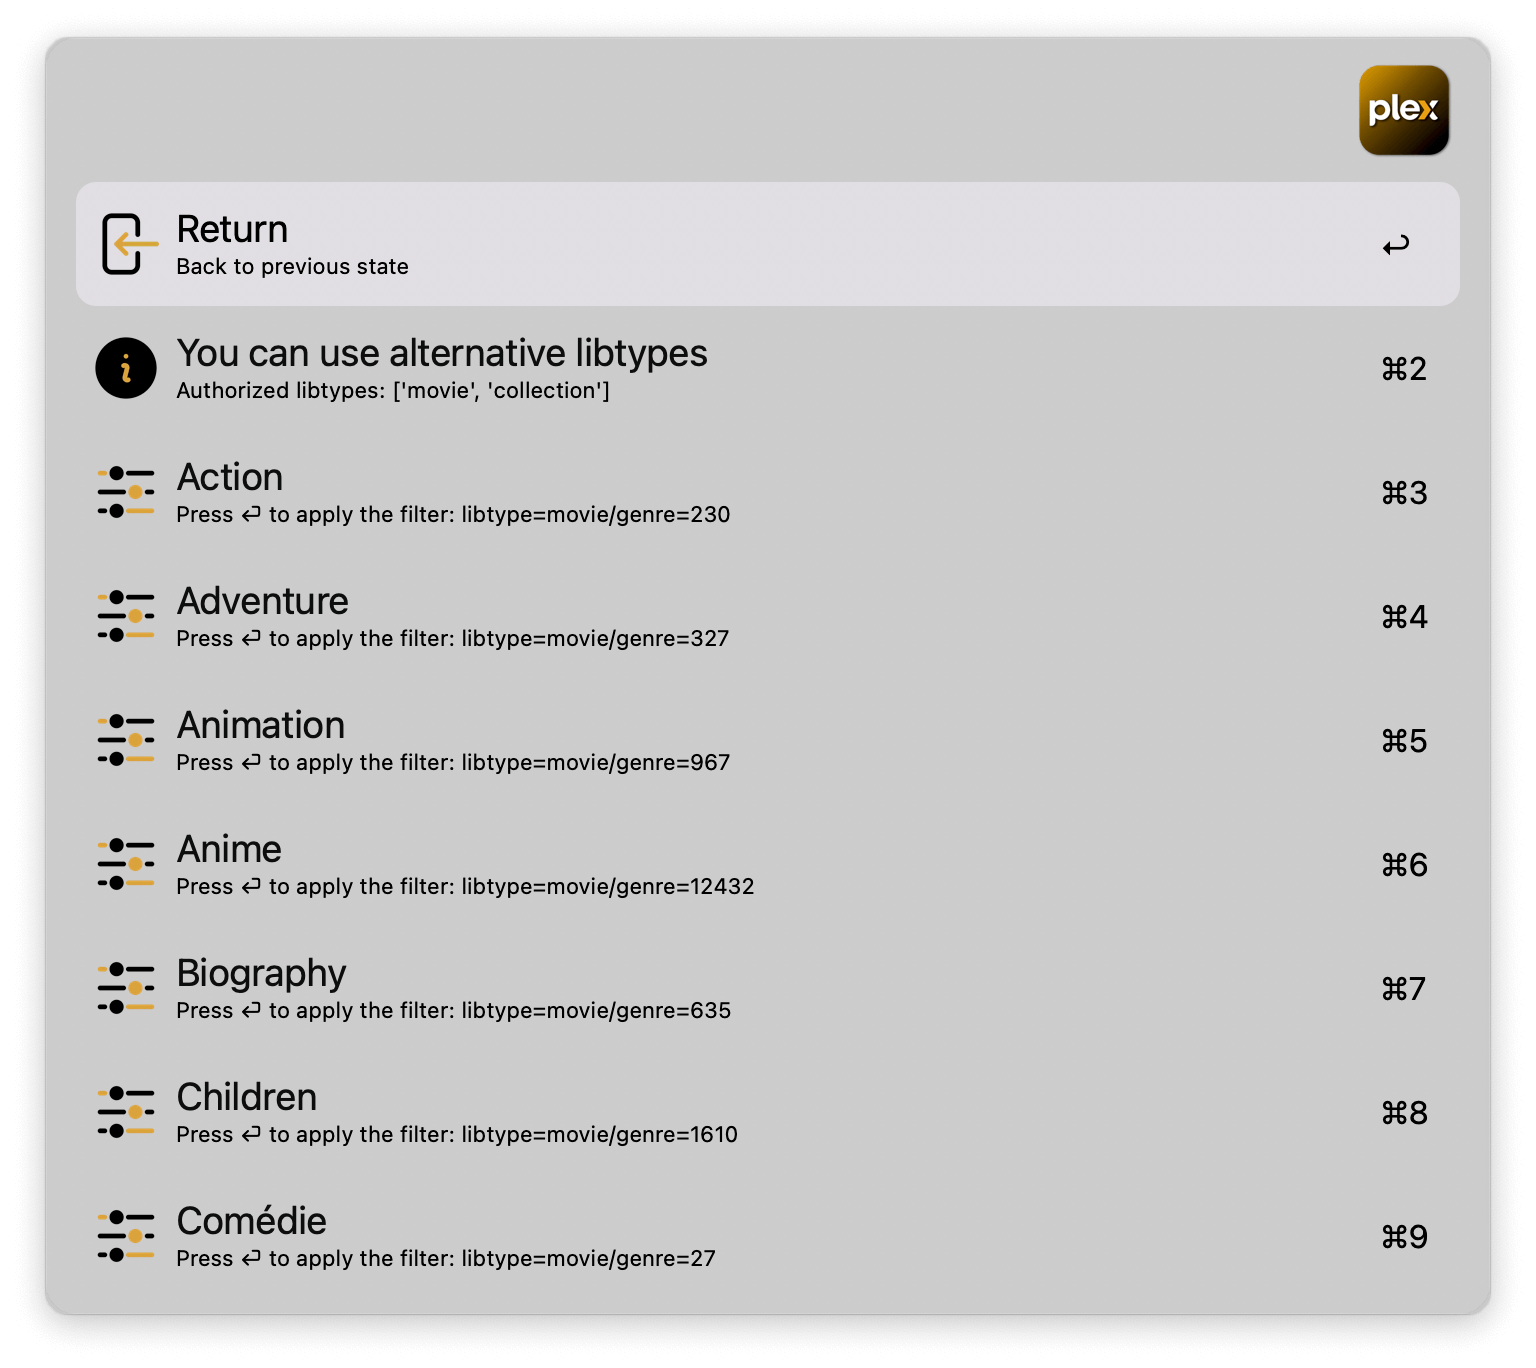 plex
Return
Back to previous state
↩
You can use alternative libtypes
Authorized libtypes: ['movie', 'collection']
⌘2
Action
Press ⏎ to apply the filter: libtype=movie/genre=230
⌘3
Adventure
Press ⏎ to apply the filter: libtype=movie/genre=327
⌘4
Animation
Press ⏎ to apply the filter: libtype=movie/genre=967
⌘5
Anime
Press ⏎ to apply the filter: libtype=movie/genre=12432
⌘6
Biography
Press ⏎ to apply the filter: libtype=movie/genre=635
⌘7
Children
Press ⏎ to apply the filter: libtype=movie/genre=1610
⌘8
Comédie
Press ⏎ to apply the filter: libtype=movie/genre=27
⌘9